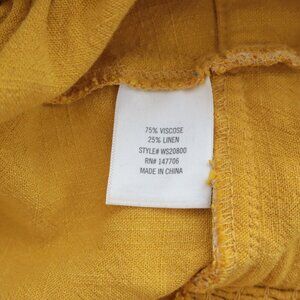 75% VISCOSE
25% LINEN
STYLE# WS20800
RN# 147706
MADE IN CHINA